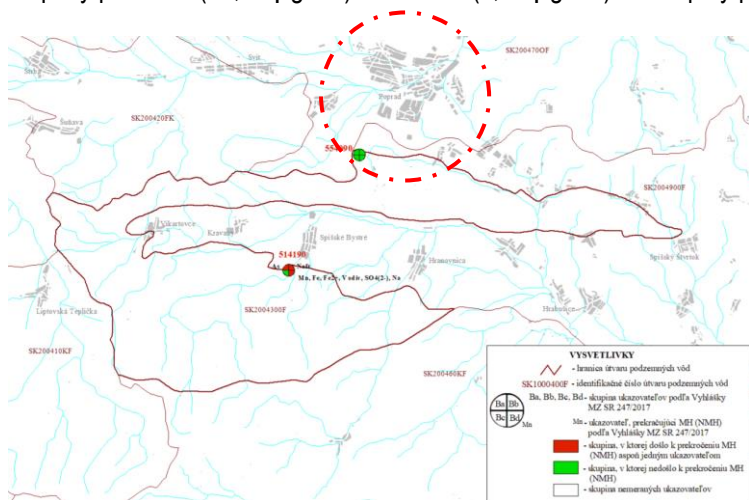 Štrba
Svit
SK200470OF
Šuňava
Poprad
SK200420FK
SK2004900F
Vikartovce
Kravany
Spišské Bystré
Spišský Štvrtok
514190
Hranovnica
Mn, Fe, Fe2+, Vodiv, SO4(2-), Na
SK2004300F
Hrabušice
Liptovská Teplička
SK200410KF
SK200460KF
VYSVETLIVKY
- hranica útvaru podzemných vôd
SK1000400F - identifikačné číslo útvaru podzemných vôd
Ba Bb Bc Bd Mn
Ba, Bb, Bc, Bd - skupina ukazovateľov podľa Vyhlášky
MZ SR 247/2017
Mn - ukazovateľ, prekračujúci MH (NMH)
podľa Vyhlášky MZ SR 247/2017
- skupina, v ktorej došlo k prekročeniu MH
(NMH) aspoň jedným ukazovateľom
- skupina, v ktorej nedošlo k prekročeniu MH
(NMH)
- skupina nemeraných ukazovateľov